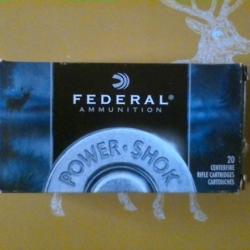 FEDERAL®
AMMUNITION
POWER·SHOK
20
CENTERFIRE
RIFLE CARTRIDGES
CARTOUCHES